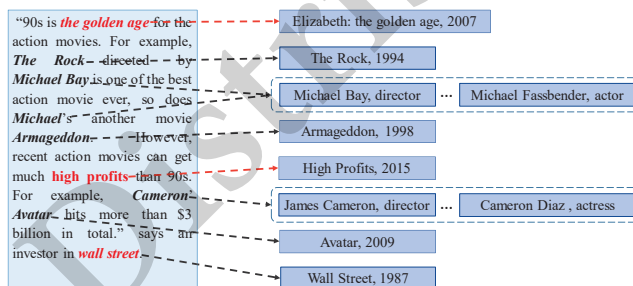 “90s is the golden age for the
action movies. For example,
The Rock directed by
Michael Bay is one of the best
action movie ever, so does
Michael’s another movie
Armageddon. However,
recent action movies can get
much high profits than 90s.
For example, Cameron
Avatar hits more than $3
billion in total.” says an
investor in wall street.
Elizabeth: the golden age, 2007
The Rock, 1994
Michael Bay, director ... Michael Fassbender, actor
Armageddon, 1998
High Profits, 2015
James Cameron, director ... Cameron Diaz , actress
Avatar, 2009
Wall Street, 1987